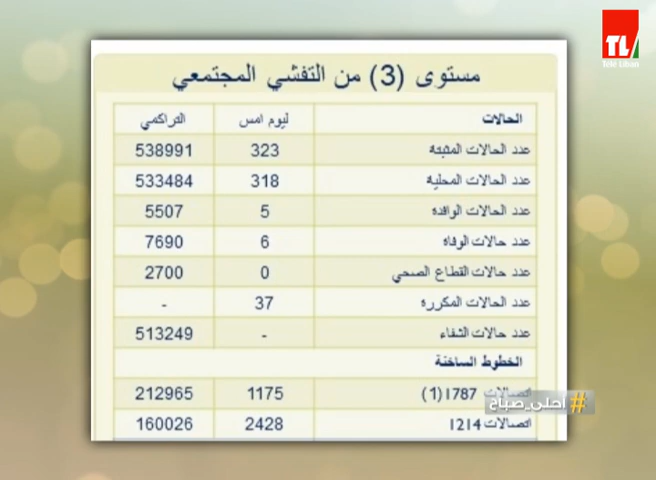 TL
Télé Liban
مستوى (3) من التفشي المجتمعي
الحالات ليوم امس التراكمي
عدد الحالات المثبتة 323 538991
عدد الحالات المحلية 318 533484
عدد الحالات الوافدة 5 5507
عدد حالات الوفاة 6 7690
عدد حالات القطاع الصحي 0 2700
عدد الحالات المكررة 37 -
عدد حالات الشفاء - 513249
الخطوط الساخنة
اتصالات 1787(1) 1175 212965
#أحلى_صباح
اتصالات 1214 2428 160026